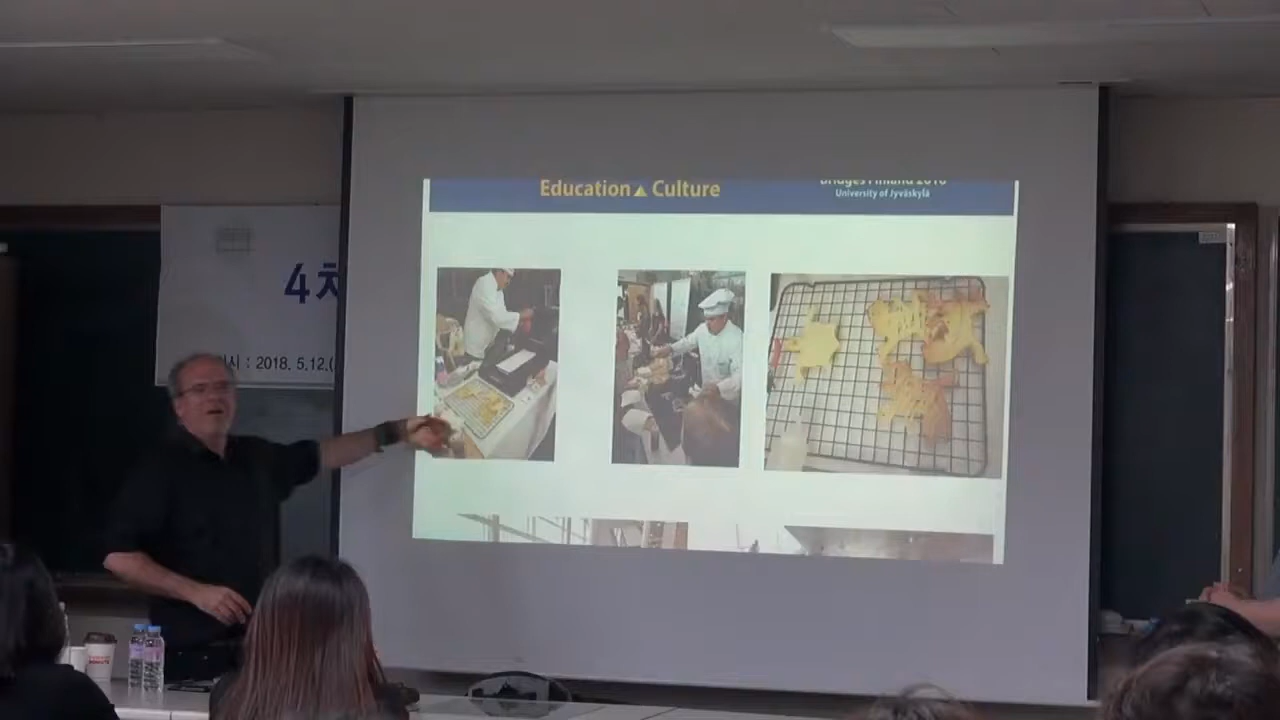 Education Culture
Bridges Finland 2016
University of Jyväskylä
4차
: 2018. 5.12.(